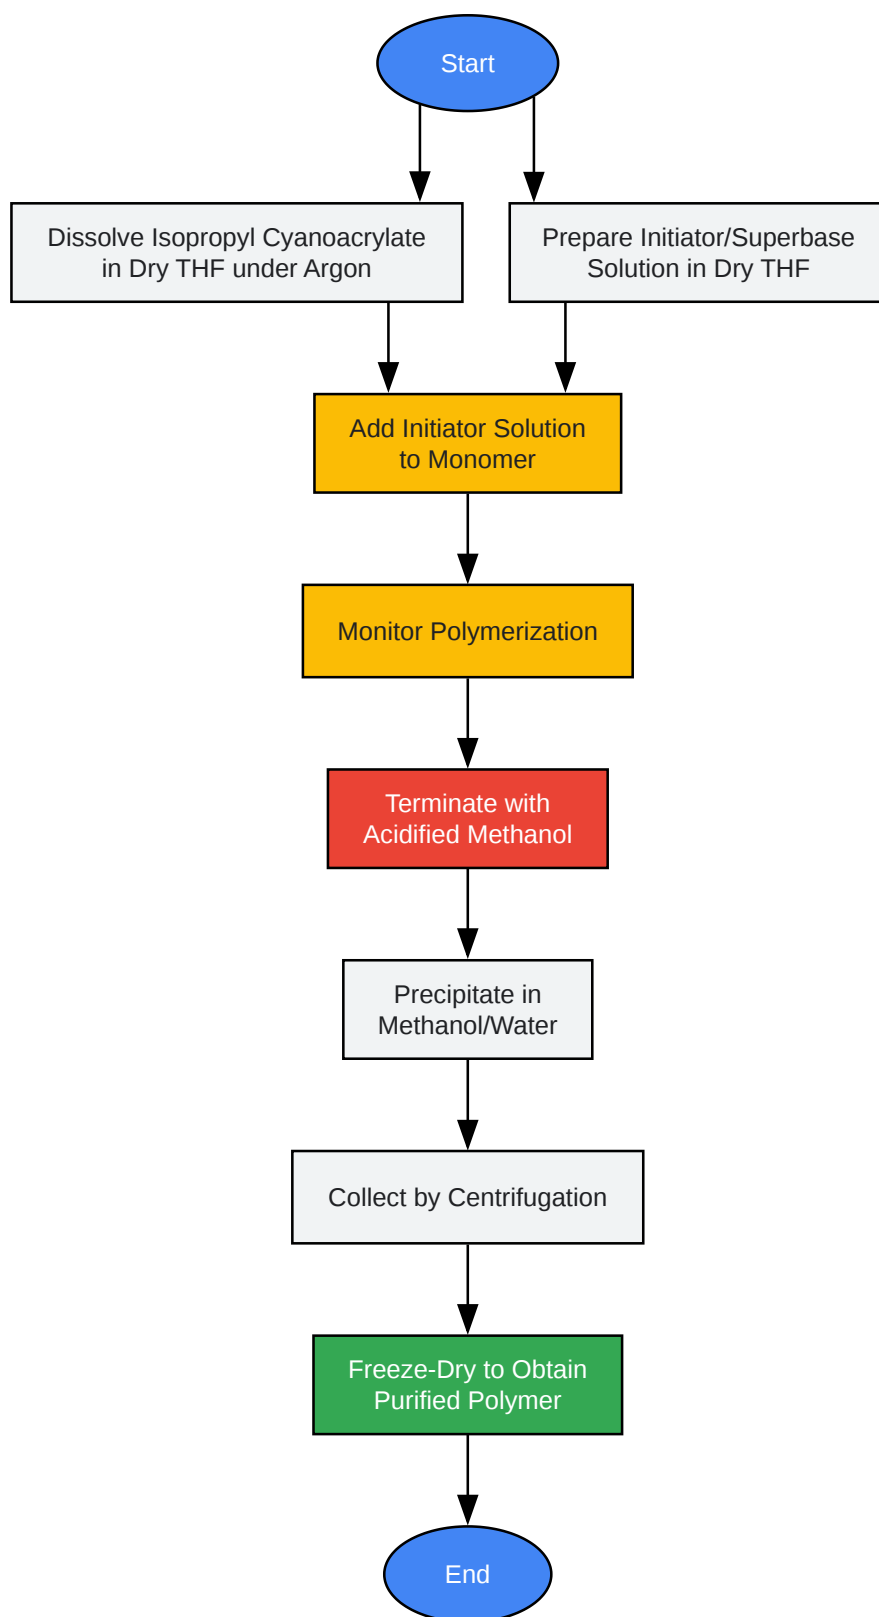 Start
Dissolve Isopropyl Cyanoacrylate
in Dry THF under Argon
Prepare Initiator/Superbase
Solution in Dry THF
Add Initiator Solution
to Monomer
Monitor Polymerization
Terminate with
Acidified Methanol
Precipitate in
Methanol/Water
Collect by Centrifugation
Freeze-Dry to Obtain
Purified Polymer
End